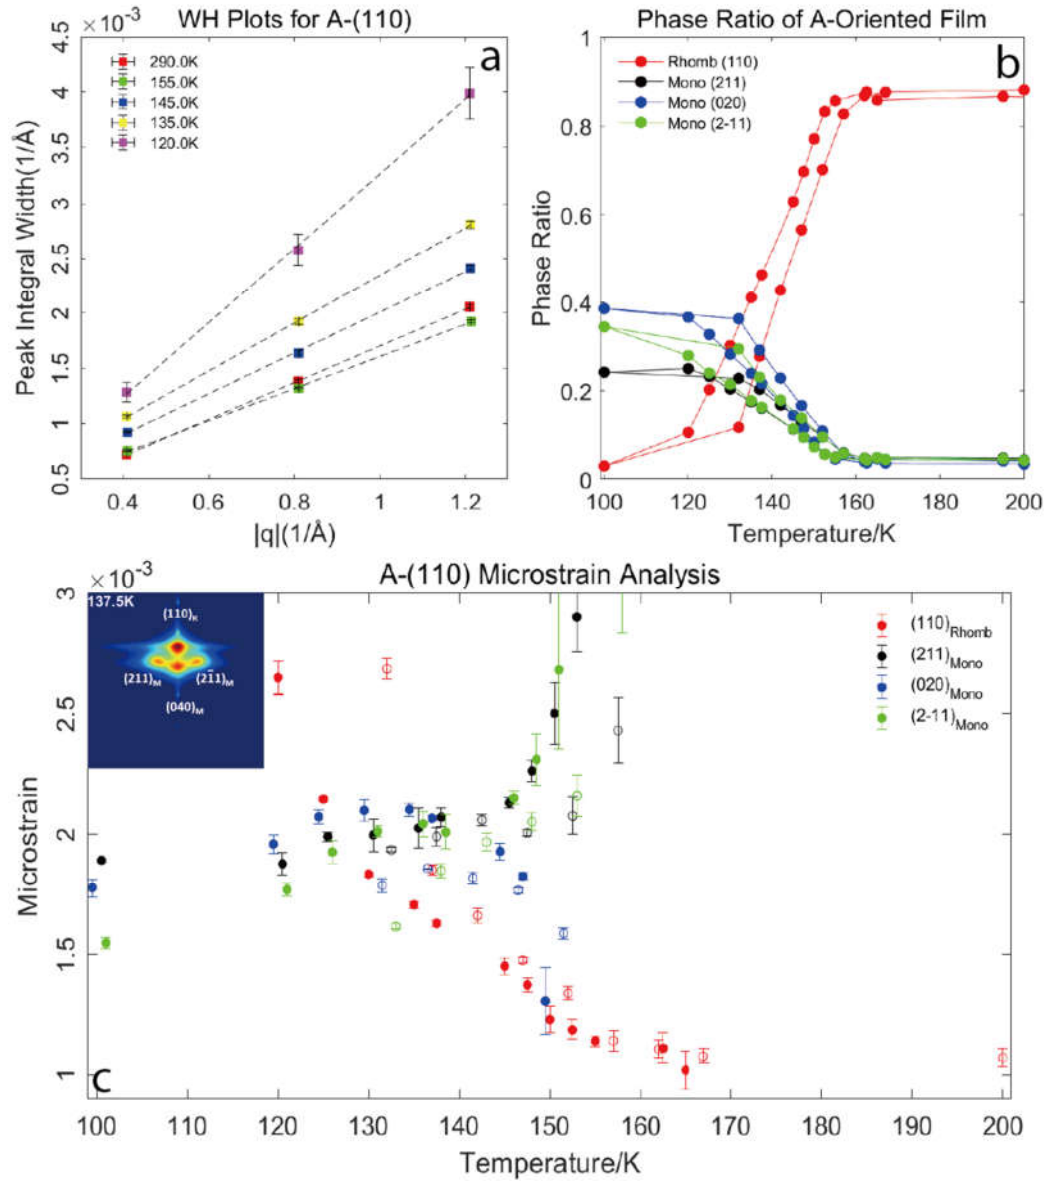 WH Plots for A-(110)
×10⁻³
a
290.0K
155.0K
145.0K
135.0K
120.0K
4.5
4
3.5
3
2.5
2
1.5
1
0.5
Peak Integral Width(1/Å)
0.4 0.6 0.8 1 1.2
|q|(1/Å)
Phase Ratio of A-Oriented Film
b
Rhomb (110)
Mono (211)
Mono (020)
Mono (2-11)
1
0.8
0.6
0.4
0.2
0
Phase Ratio
100 120 140 160 180 200
Temperature/K
A-(110) Microstrain Analysis
×10⁻³
137.5K
(110)K
(211)M (21̄1)M
(040)M
(110)Rhomb
(211)Mono
(020)Mono
(2-11)Mono
3
2.5
2
1.5
1
Microstrain
c
100 110 120 130 140 150 160 170 180 190 200
Temperature/K